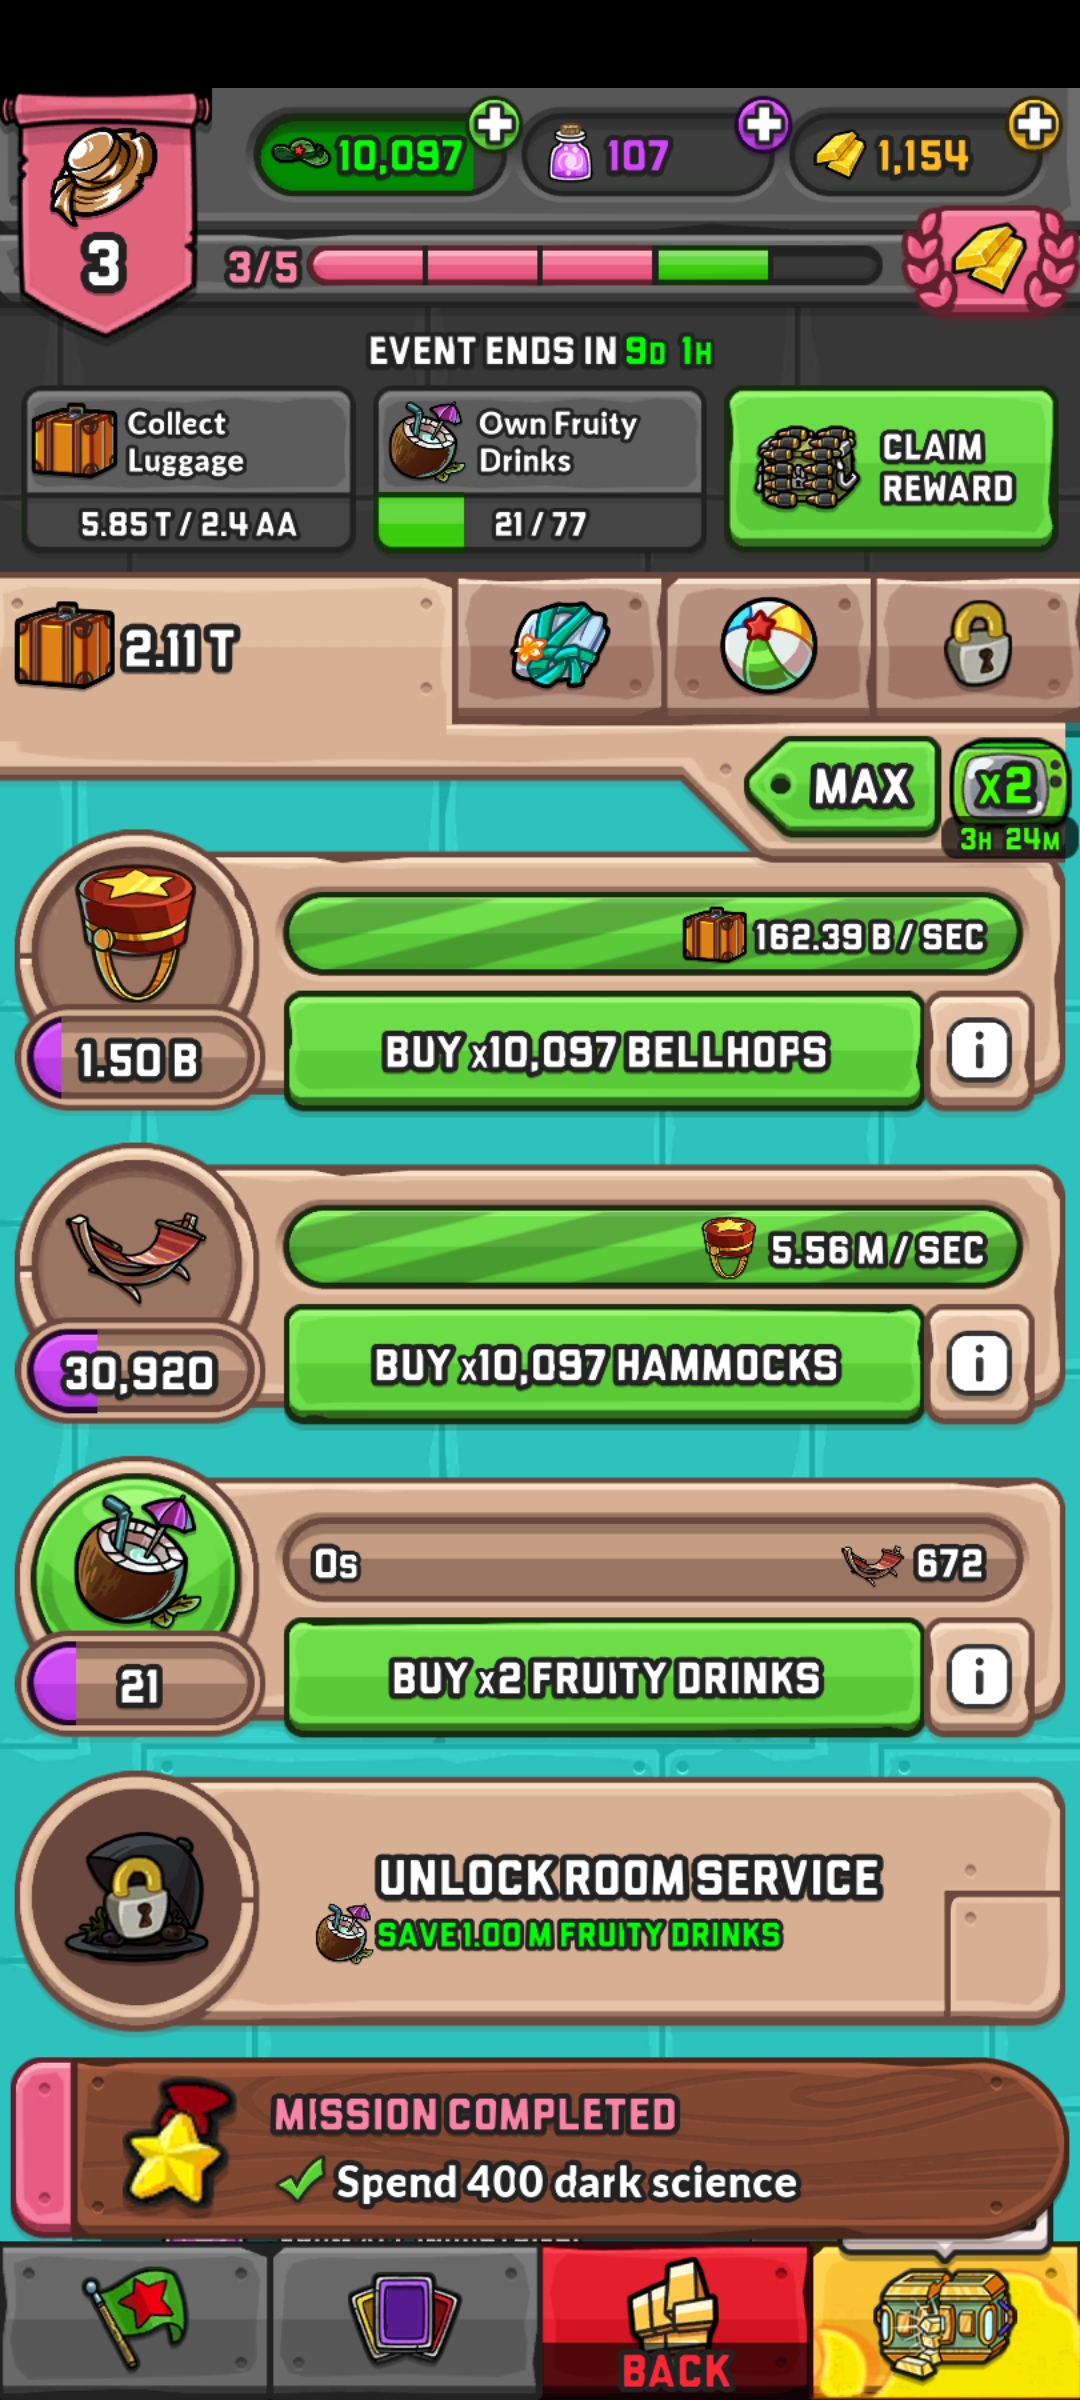 10,097
107
1,154
3
3/5
EVENT ENDS IN 9D 1H
Collect
Luggage
5.85 T / 2.4 AA
Own Fruity
Drinks
21 / 77
CLAIM
REWARD
2.11 T
MAX
x2
3H 24M
162.39 B / SEC
1.50 B
BUY x10,097 BELLHOPS
i
5.56 M / SEC
30,920
BUY x10,097 HAMMOCKS
i
0s
672
21
BUY x2 FRUITY DRINKS
i
UNLOCK ROOM SERVICE
SAVE 1.00 M FRUITY DRINKS
MISSION COMPLETED
Spend 400 dark science
BACK